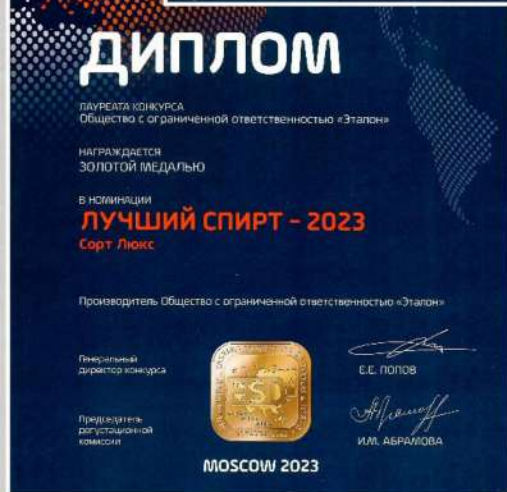 ДИПЛОМ
ЛАУРЕАТА КОНКУРСА
Общество с ограниченной ответственностью «Эталон»
НАГРАЖДАЕТСЯ
ЗОЛОТОЙ МЕДАЛЬЮ
В НОМИНАЦИИ
ЛУЧШИЙ СПИРТ – 2023
Сорт Люкс
Производитель Общество с ограниченной ответственностью «Эталон»
Генеральный
директор конкурса
Е.Е. ПОПОВ
Председатель
дегустационной
комиссии
И.М. АБРАМОВА
MOSCOW 2023